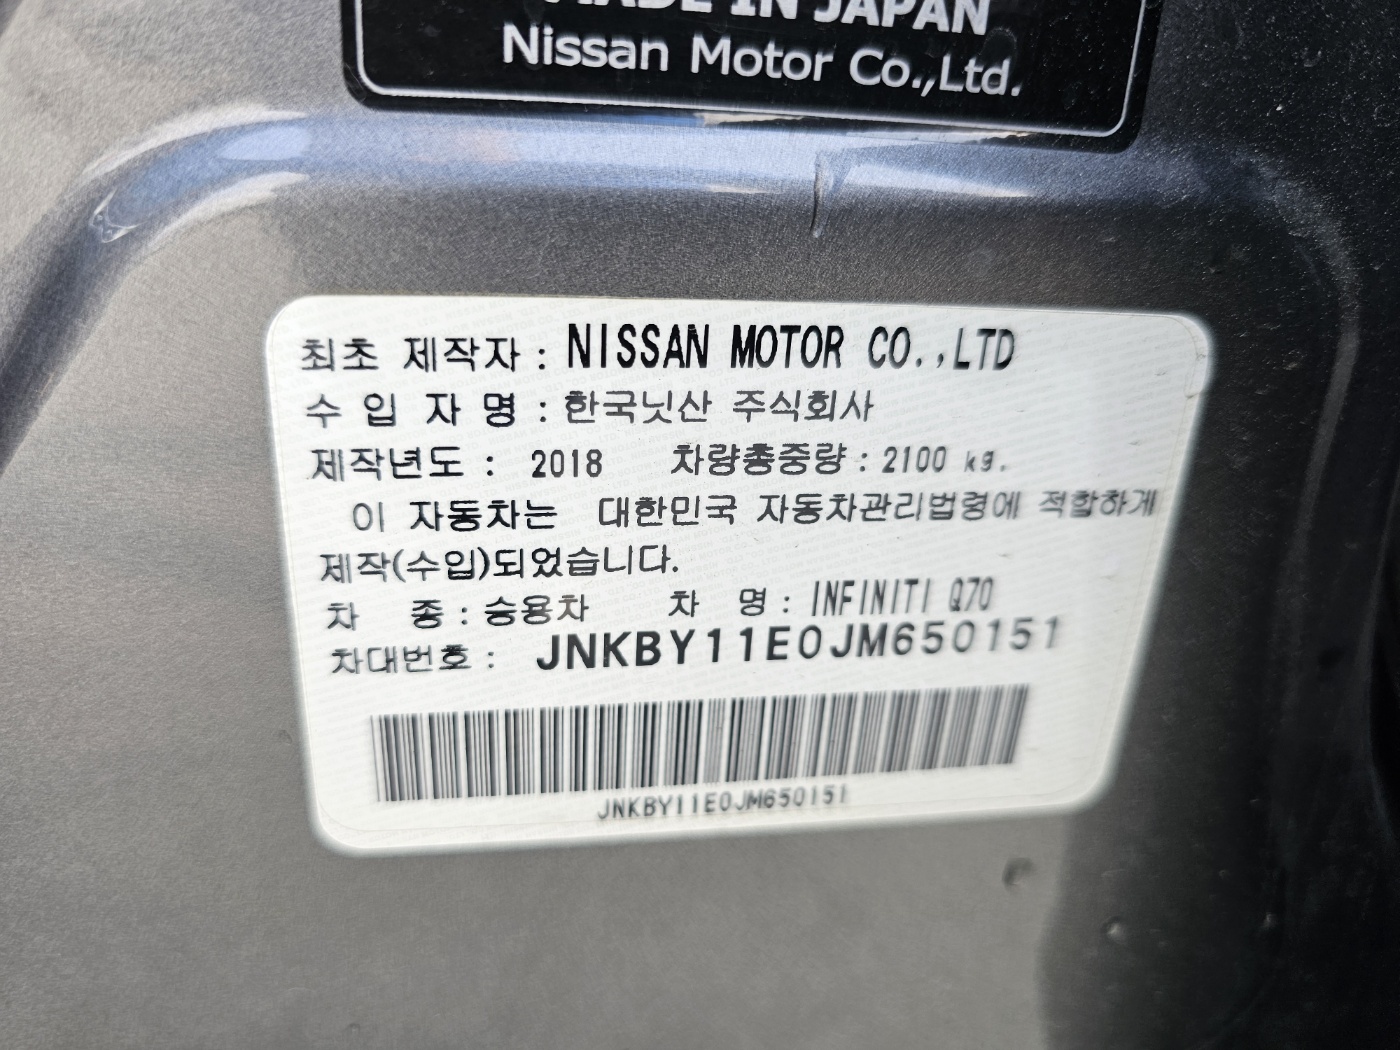 MADE IN JAPAN
Nissan Motor Co.,Ltd.
최초 제작자 : NISSAN MOTOR CO.,LTD
수 입 자 명 : 한국닛산 주식회사
제작년도 : 2018 차량총중량 : 2100 kg.
이 자동차는 대한민국 자동차관리법령에 적합하게
제작(수입)되었습니다.
차 종 : 승용차 차 명 : INFINITI Q70
차대번호 : JNKBY11E0JM650151
JNKBY11E0JM650151